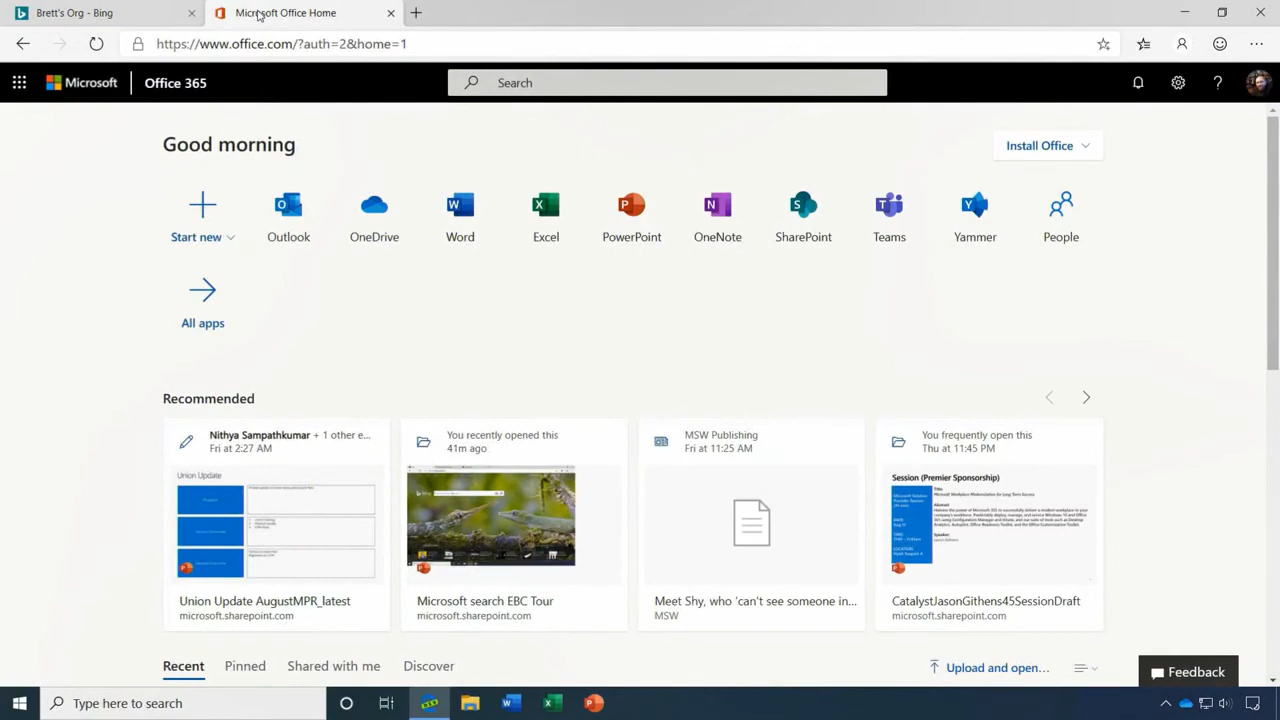 Brett's Org - Bing
Microsoft Office Home
https://www.office.com/?auth=2&home=1
Microsoft
Office 365
Search
Good morning
Install Office
Start new
Outlook
OneDrive
Word
Excel
PowerPoint
OneNote
SharePoint
Teams
Yammer
People
All apps
Recommended
Nithya Sampathkumar + 1 other e...
Fri at 2:27 AM
Union Update
Union Update AugustMPR_latest
microsoft.sharepoint.com
You recently opened this
41m ago
Microsoft search EBC Tour
microsoft.sharepoint.com
MSW Publishing
Fri at 11:25 AM
Meet Shy, who 'can't see someone in...
MSW
You frequently open this
Thu at 11:45 PM
Session (Premier Sponsorship)
CatalystJasonGithens45SessionDraft
microsoft.sharepoint.com
Recent
Pinned
Shared with me
Discover
Upload and open...
Feedback
Type here to search